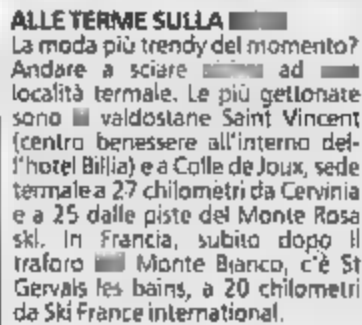 ALLE TERME SULLA
La moda più trendy del momento?
Andare a sciare ad
località termale. Le più gettonate
sono valdostane Saint Vincent
(centro benessere all'interno del-
l'hotel Billia) e a Colle de Joux, sede
termale a 27 chilometri da Cervinia
e a 25 dalle piste del Monte Rosa
ski. In Francia, subito dopo il
traforo Monte Bianco, c'è St
Gervais les bains, a 20 chilometri
da Ski France international.